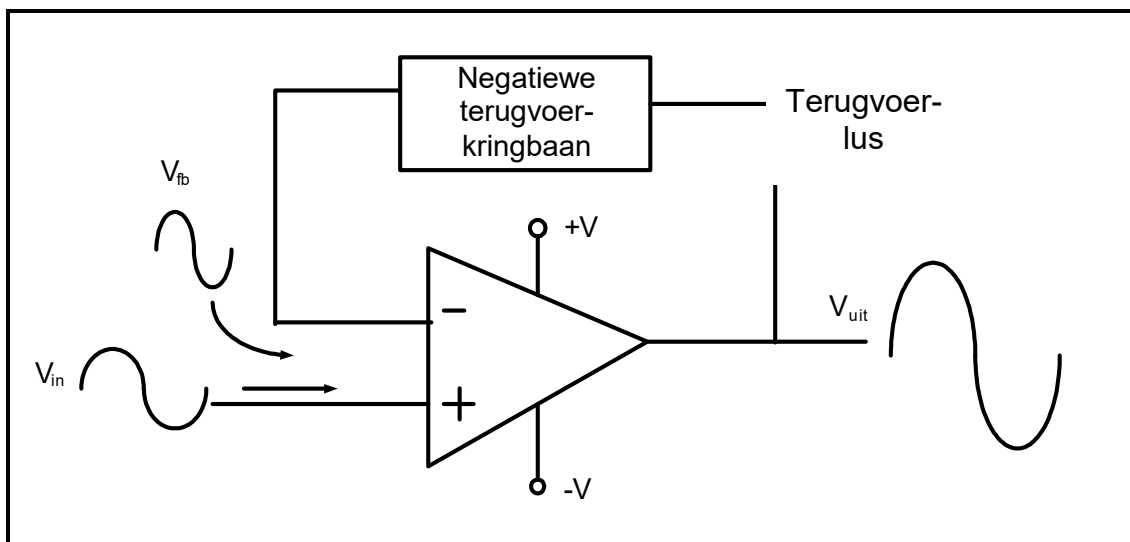 Negatiewe
terugvoer-
kringbaan
Terugvoer-
lus
V_fb
+V
−
V_uit
V_in
+
-V